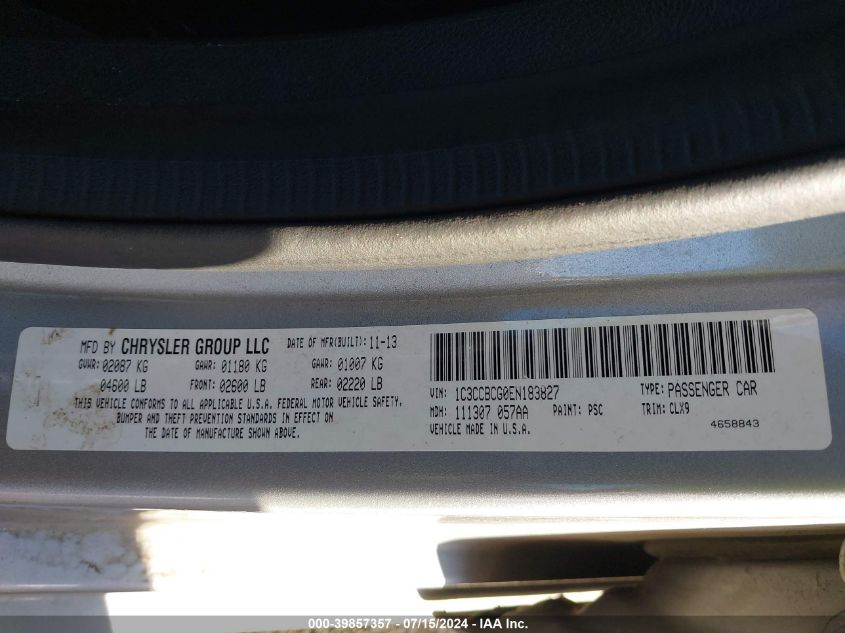 MFD BY CHRYSLER GROUP LLC DATE OF MFR(BUILT): 11-13
GVWR: 02087 KG GAWR: 01180 KG GAWR: 01007 KG
04600 LB FRONT: 02600 LB REAR: 02220 LB
THIS VEHICLE CONFORMS TO ALL APPLICABLE U.S.A. FEDERAL MOTOR VEHICLE SAFETY,
BUMPER AND THEFT PREVENTION STANDARDS IN EFFECT ON
THE DATE OF MANUFACTURE SHOWN ABOVE.
VIN: 1C3CCBCG0EN183827 TYPE: PASSENGER CAR
MDH: 111307 057AA PAINT: PSC TRIM: CLX9
VEHICLE MADE IN U.S.A. 4658843
000-39857357 - 07/15/2024 - IAA Inc.